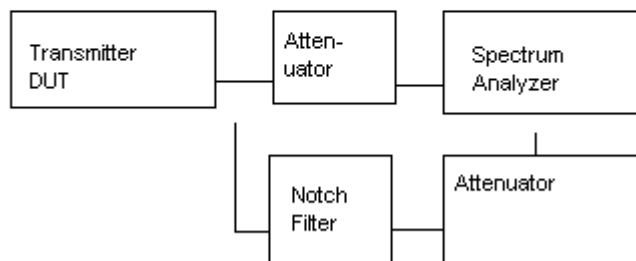 Transmitter
DUT
Atten-
uator
Spectrum
Analyzer
Notch
Filter
Attenuator